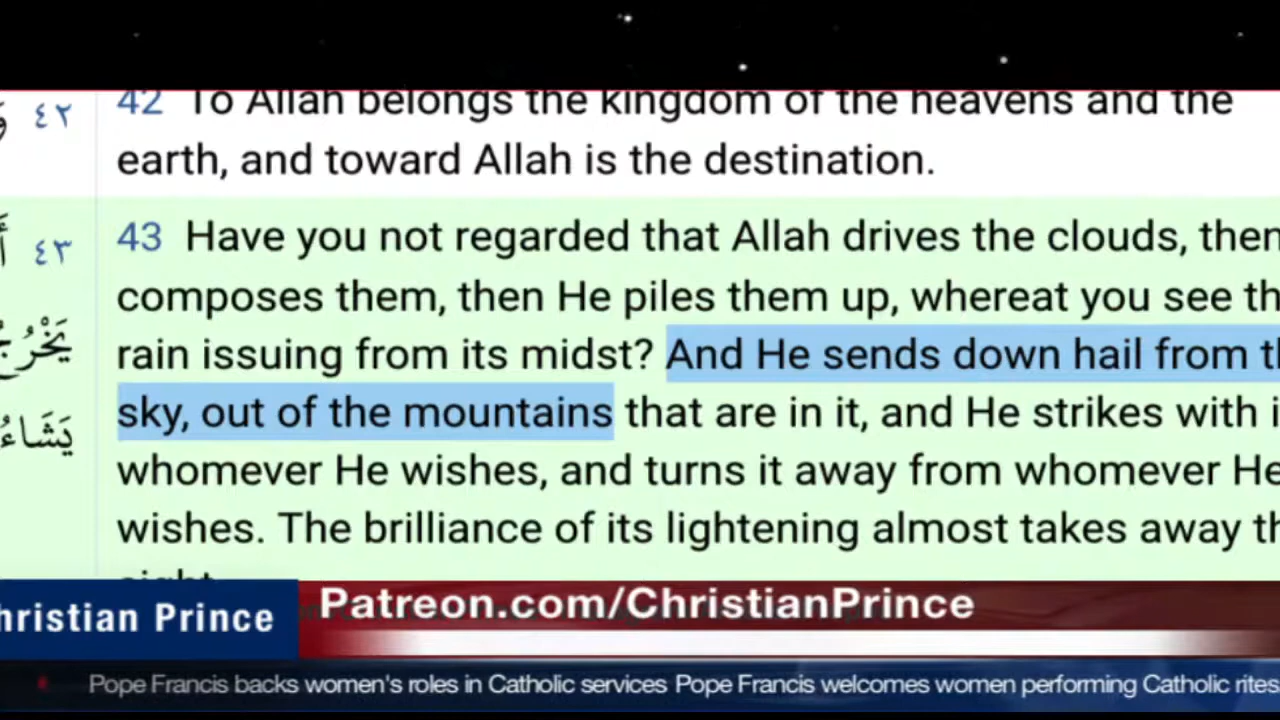 ٤٢ 42 To Allah belongs the kingdom of the heavens and the
earth, and toward Allah is the destination.
٤٣ 43 Have you not regarded that Allah drives the clouds, then
composes them, then He piles them up, whereat you see th
يَخْرُجُ rain issuing from its midst? And He sends down hail from th
يَشَاءُ sky, out of the mountains that are in it, and He strikes with i
whomever He wishes, and turns it away from whomever He
wishes. The brilliance of its lightening almost takes away th
sight.
hristian Prince
Patreon.com/ChristianPrince
Pope Francis backs women's roles in Catholic services Pope Francis welcomes women performing Catholic rites